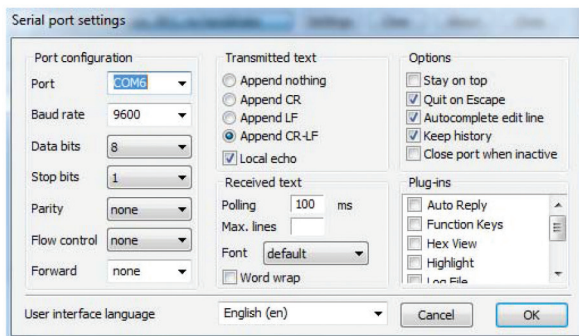 Serial port settings
Port configuration
Port COM6
Baud rate 9600
Data bits 8
Stop bits 1
Parity none
Flow control none
Forward none
Transmitted text
Append nothing
Append CR
Append LF
Append CR-LF
Local echo
Received text
Polling 100 ms
Max. lines
Font default
Word wrap
Options
Stay on top
Quit on Escape
Autocomplete edit line
Keep history
Close port when inactive
Plug-ins
Auto Reply
Function Keys
Hex View
Highlight
Log File
User interface language English (en)
Cancel OK